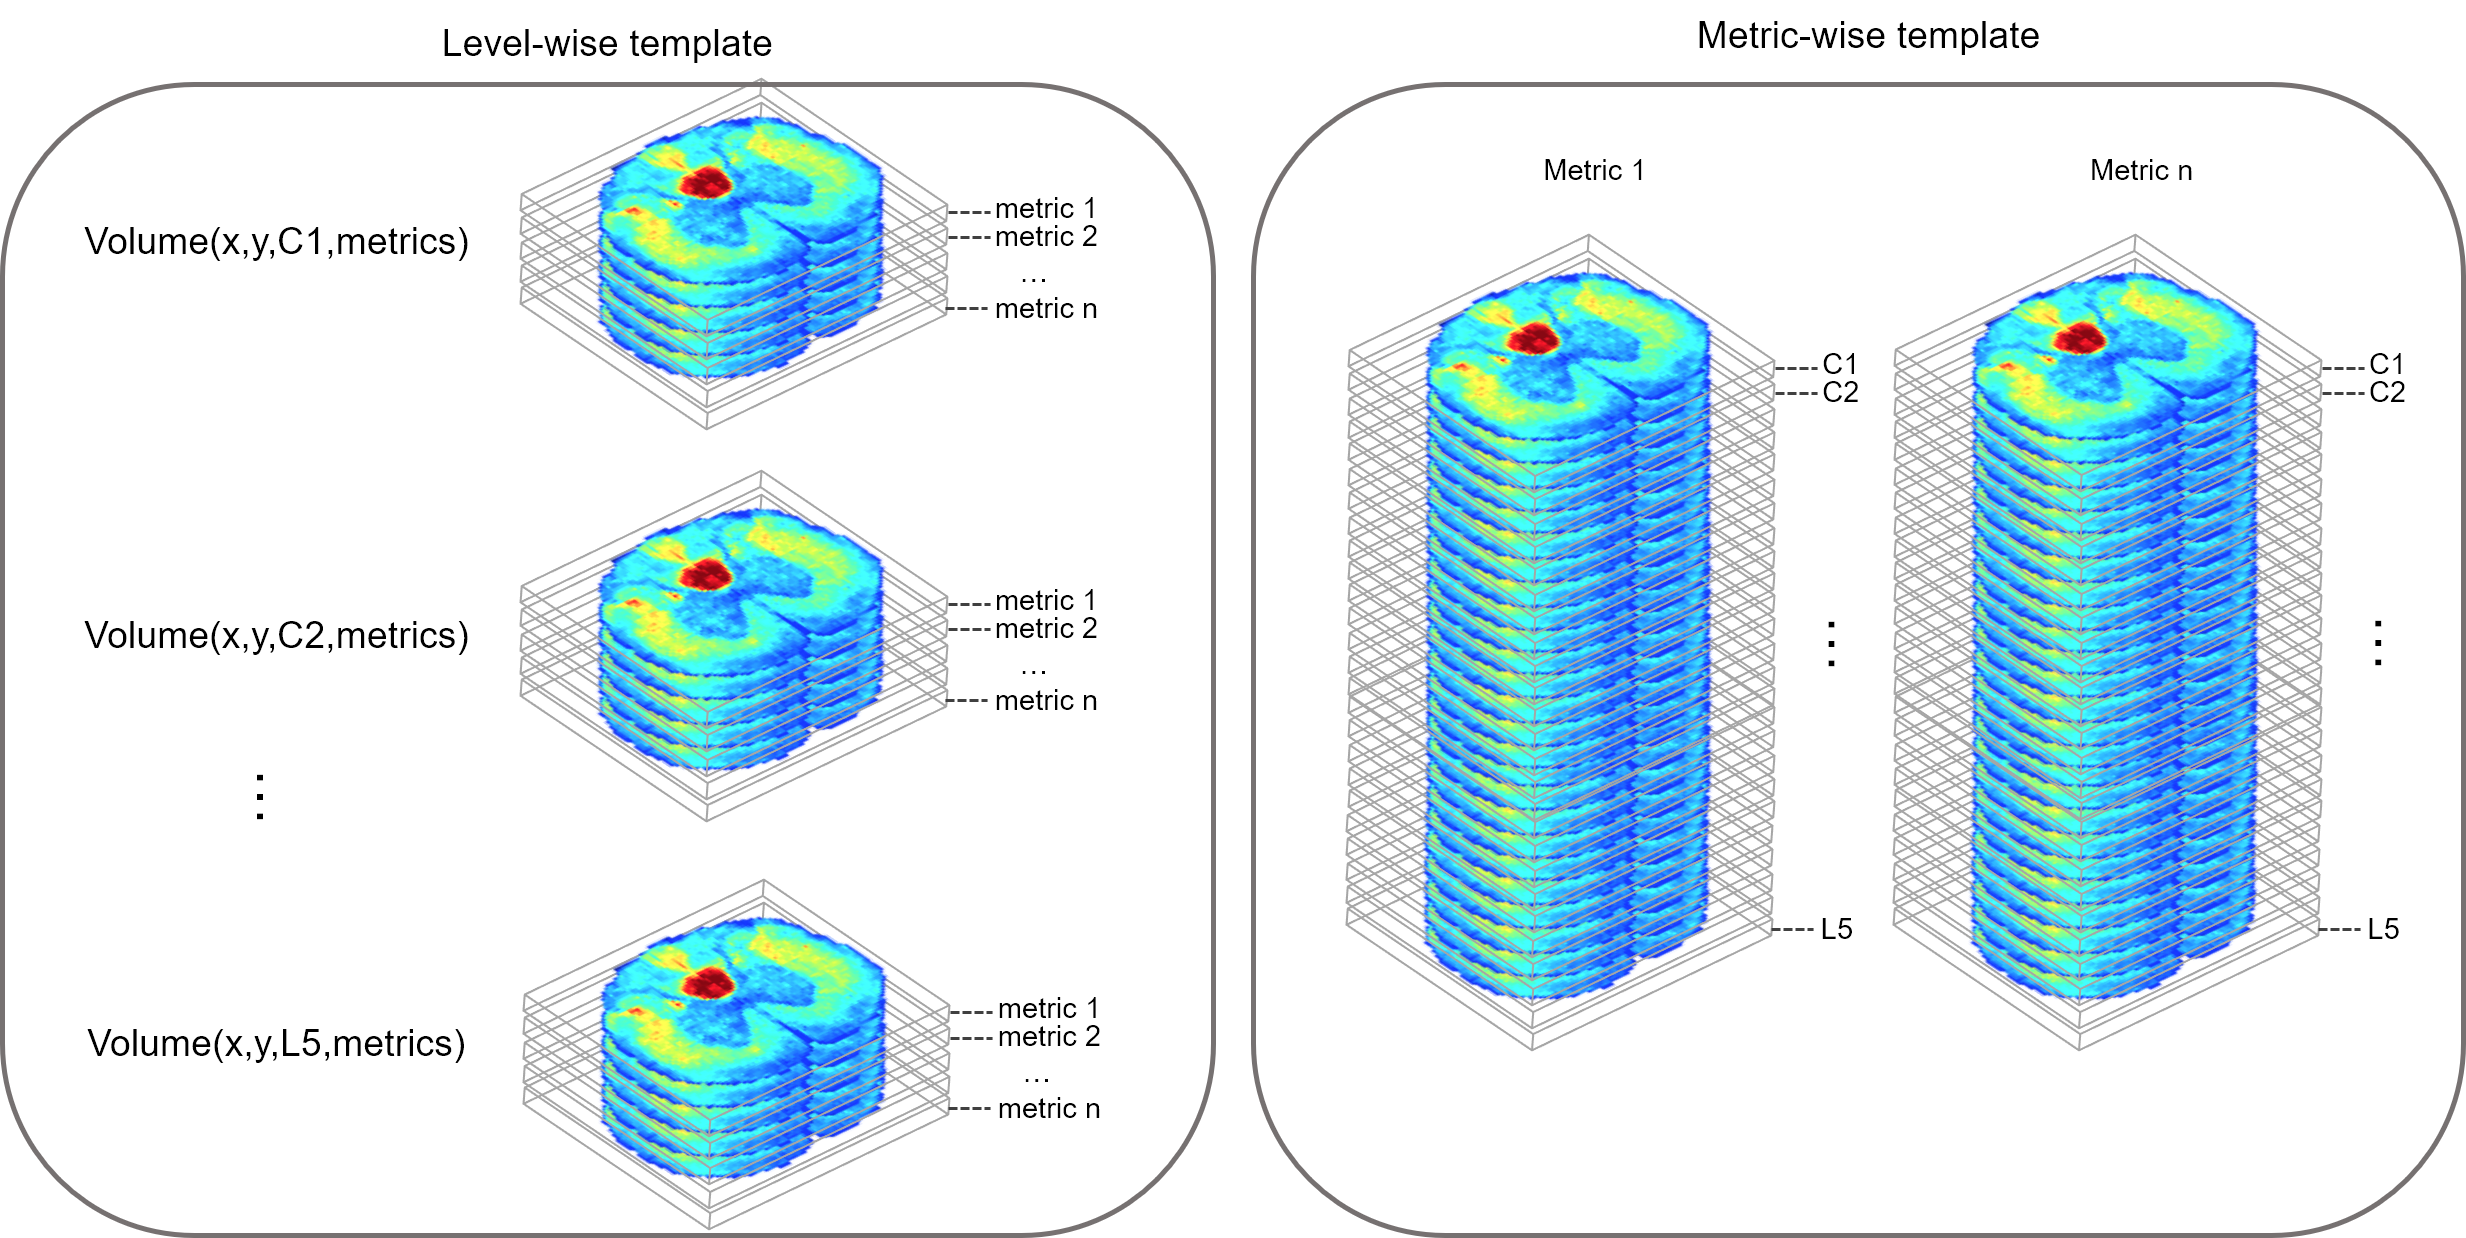 Level-wise template
Volume(x,y,C1,metrics)
metric 1
metric 2
...
metric n
Volume(x,y,C2,metrics)
metric 1
metric 2
...
metric n
⋮
Volume(x,y,L5,metrics)
metric 1
metric 2
...
metric n
Metric-wise template
Metric 1
C1
C2
⋮
L5
Metric n
C1
C2
⋮
L5